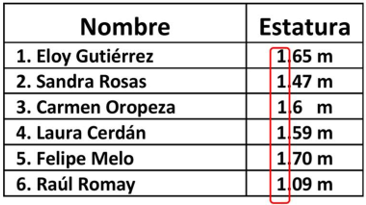 Nombre Estatura
1. Eloy Gutiérrez 1.65 m
2. Sandra Rosas 1.47 m
3. Carmen Oropeza 1.6 m
4. Laura Cerdán 1.59 m
5. Felipe Melo 1.70 m
6. Raúl Romay 1.09 m